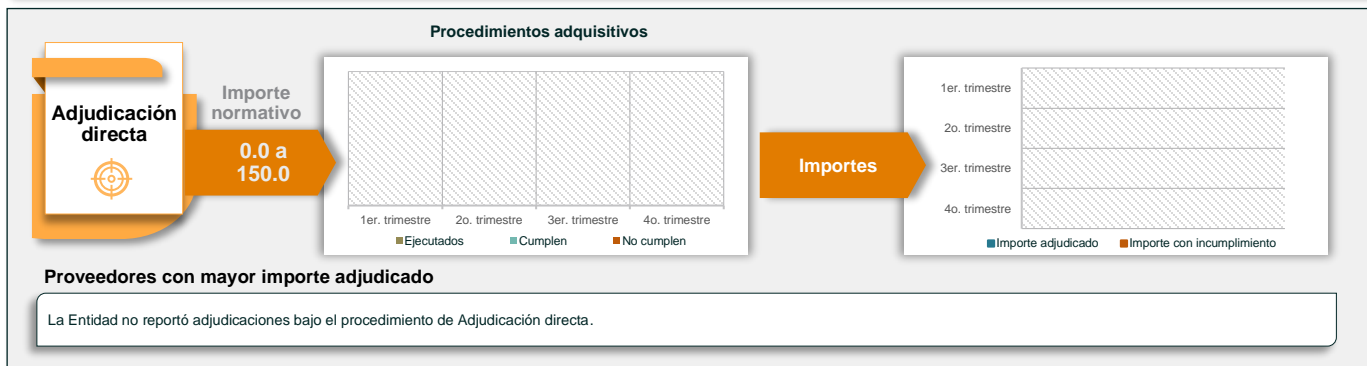 Procedimientos adquisitivos
Adjudicación
directa
Importe
normativo
0.0 a
150.0
1er. trimestre 2o. trimestre 3er. trimestre 4o. trimestre
Ejecutados Cumplen No cumplen
Importes
1er. trimestre
2o. trimestre
3er. trimestre
4o. trimestre
Importe adjudicado Importe con incumplimiento
Proveedores con mayor importe adjudicado
La Entidad no reportó adjudicaciones bajo el procedimiento de Adjudicación directa.